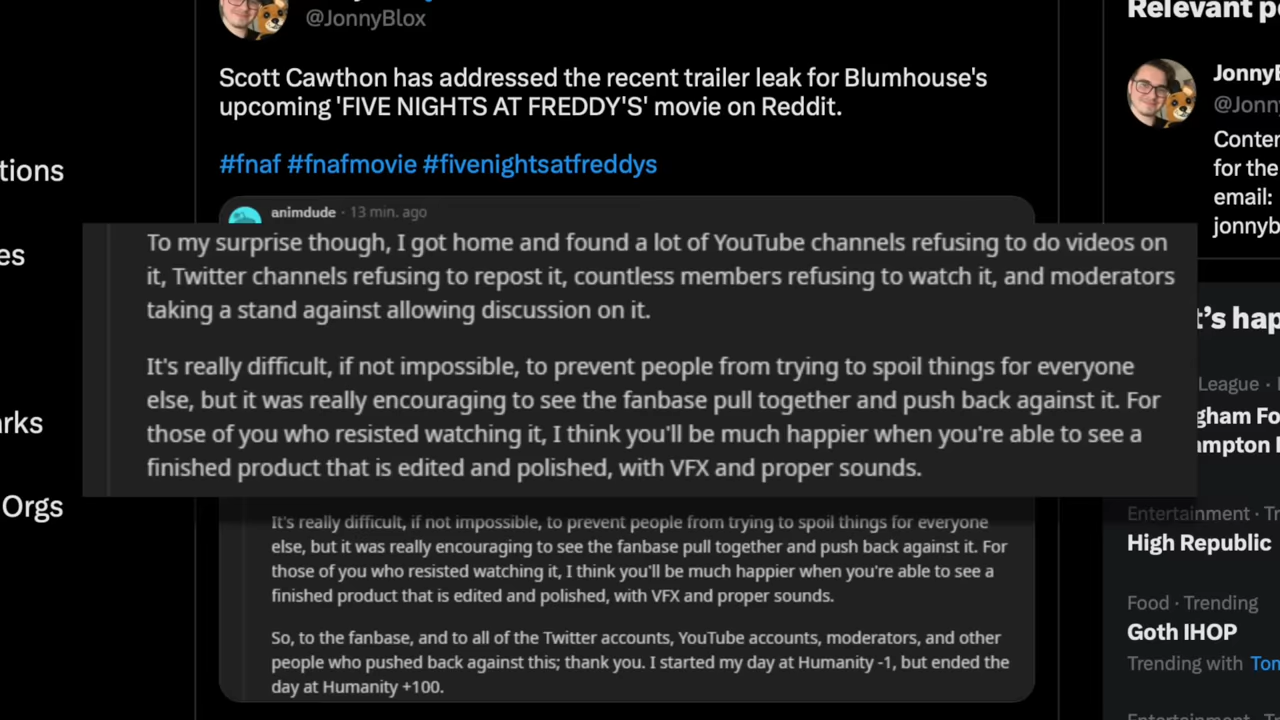 @JonnyBlox
Scott Cawthon has addressed the recent trailer leak for Blumhouse's
upcoming 'FIVE NIGHTS AT FREDDY'S' movie on Reddit.
#fnaf #fnafmovie #fivenightsatfreddys
animdude · 13 min. ago
To my surprise though, I got home and found a lot of YouTube channels refusing to do videos on
it, Twitter channels refusing to repost it, countless members refusing to watch it, and moderators
taking a stand against allowing discussion on it.
It's really difficult, if not impossible, to prevent people from trying to spoil things for everyone
else, but it was really encouraging to see the fanbase pull together and push back against it. For
those of you who resisted watching it, I think you'll be much happier when you're able to see a
finished product that is edited and polished, with VFX and proper sounds.
It's really difficult, if not impossible, to prevent people from trying to spoil things for everyone
else, but it was really encouraging to see the fanbase pull together and push back against it. For
those of you who resisted watching it, I think you'll be much happier when you're able to see a
finished product that is edited and polished, with VFX and proper sounds.
So, to the fanbase, and to all of the Twitter accounts, YouTube accounts, moderators, and other
people who pushed back against this; thank you. I started my day at Humanity -1, but ended the
day at Humanity +100.
tions
es
rks
Orgs
Relevant pe
JonnyB
@Jonn
Conten
for the
email:
jonnyb
t's hap
League ·
gham Fo
ampton
Entertainment · Tr
High Republic
Food · Trending
Goth IHOP
Trending with Ton